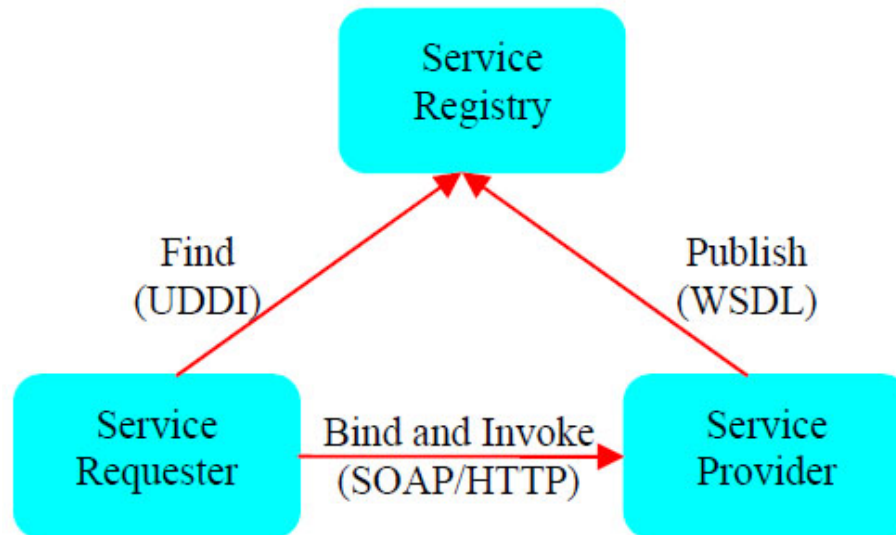 Service
Registry
Find
(UDDI)
Publish
(WSDL)
Service
Requester
Bind and Invoke
(SOAP/HTTP)
Service
Provider